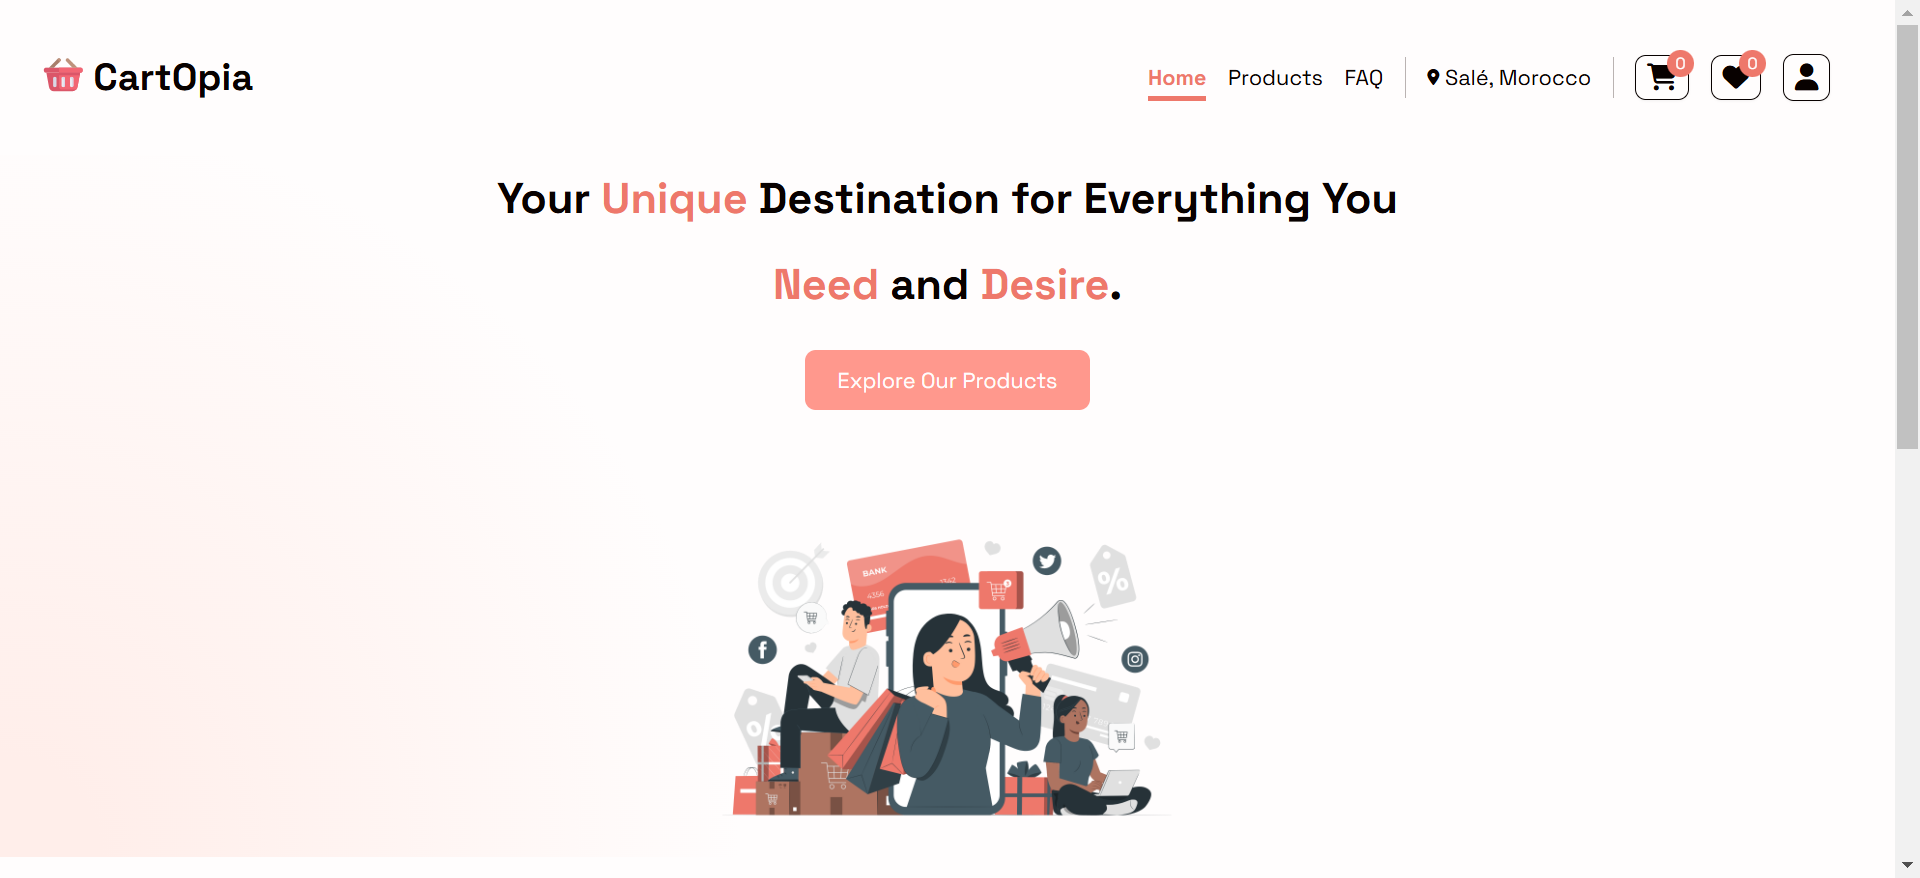 CartOpia
Home Products FAQ Salé, Morocco 0 0
Your Unique Destination for Everything You
Need and Desire.
Explore Our Products
BANK
4356
%
%